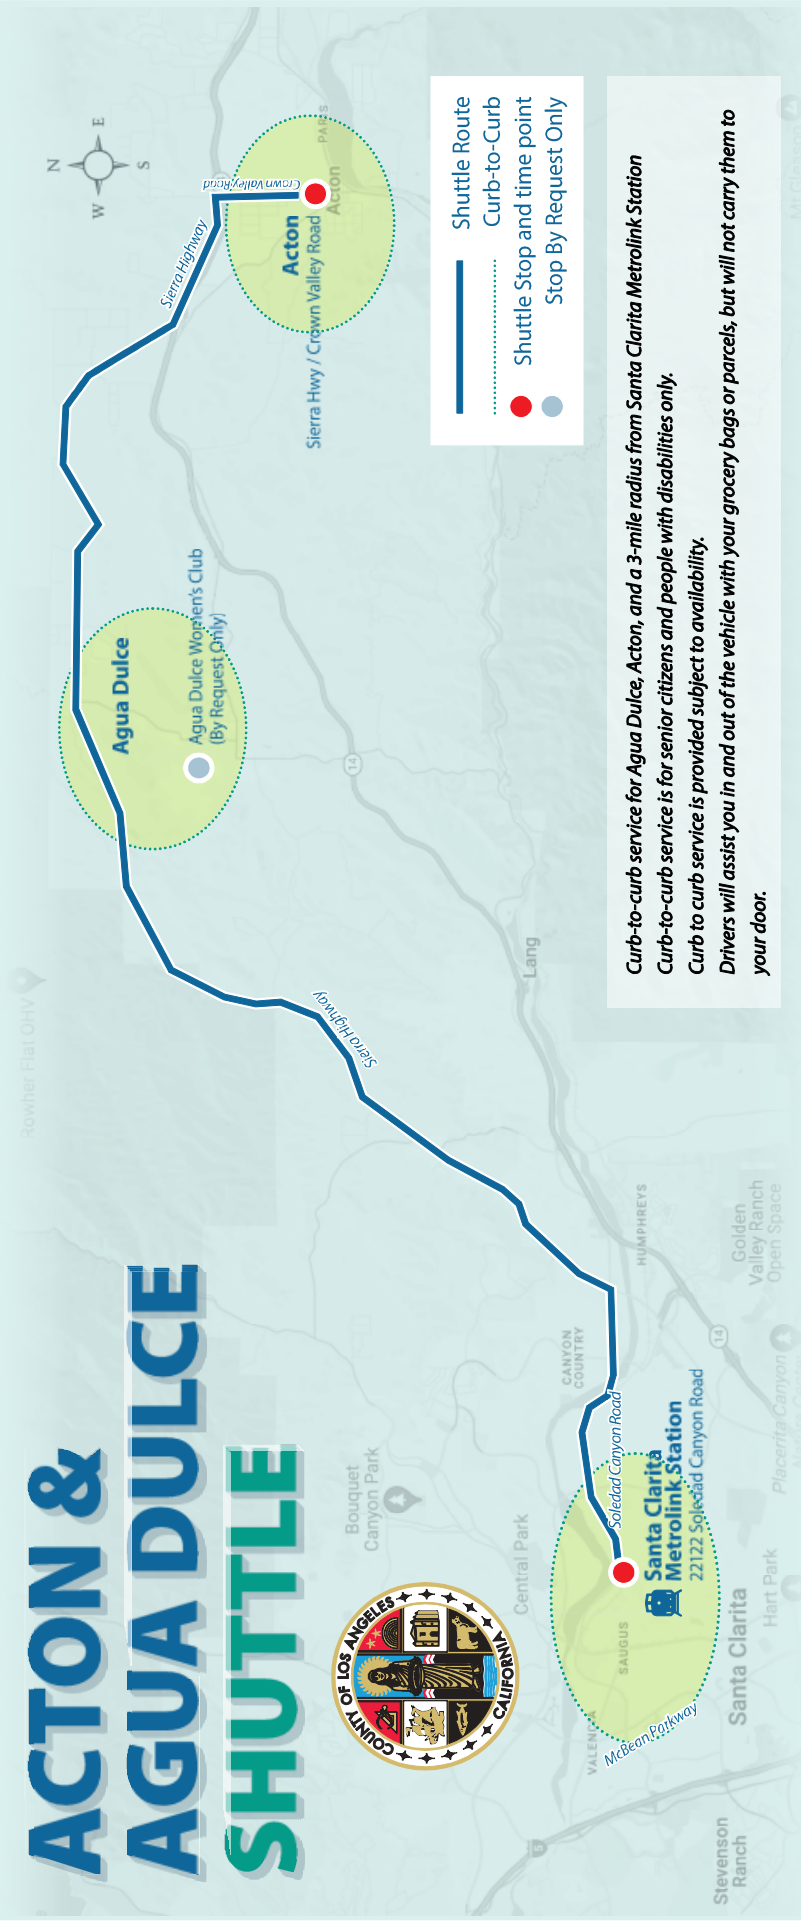 ACTON &
AGUA DULCE
SHUTTLE
COUNTY OF LOS ANGELES
CALIFORNIA
N
W
E
S
Rowher Flat OHV
Sierra Highway
Crown Valley Road
PARIS
Acton
Acton
Sierra Hwy / Crown Valley Road
Agua Dulce
Agua Dulce Women's Club
(By Request Only)
Sierra Highway
14
Lang
Bouquet
Canyon Park
Central Park
CANYON
COUNTRY
HUMPHREYS
Golden
Valley Ranch
Open Space
14
Placerita Canyon
Soledad Canyon Road
Santa Clarita
Metrolink Station
22122 Soledad Canyon Road
SAUGUS
VALENCIA
McBean Parkway
Santa Clarita
Hart Park
5
Stevenson
Ranch
Shuttle Route
Curb-to-Curb
Shuttle Stop and time point
Stop By Request Only
Curb-to-curb service for Agua Dulce, Acton, and a 3-mile radius from Santa Clarita Metrolink Station
Curb-to-curb service is for senior citizens and people with disabilities only.
Curb to curb service is provided subject to availability.
Drivers will assist you in and out of the vehicle with your grocery bags or parcels, but will not carry them to
your door.